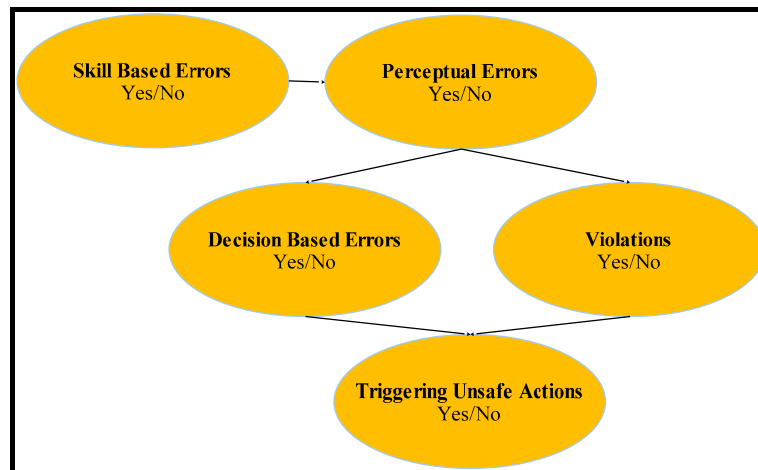 Skill Based Errors
Yes/No
Perceptual Errors
Yes/No
Decision Based Errors
Yes/No
Violations
Yes/No
Triggering Unsafe Actions
Yes/No